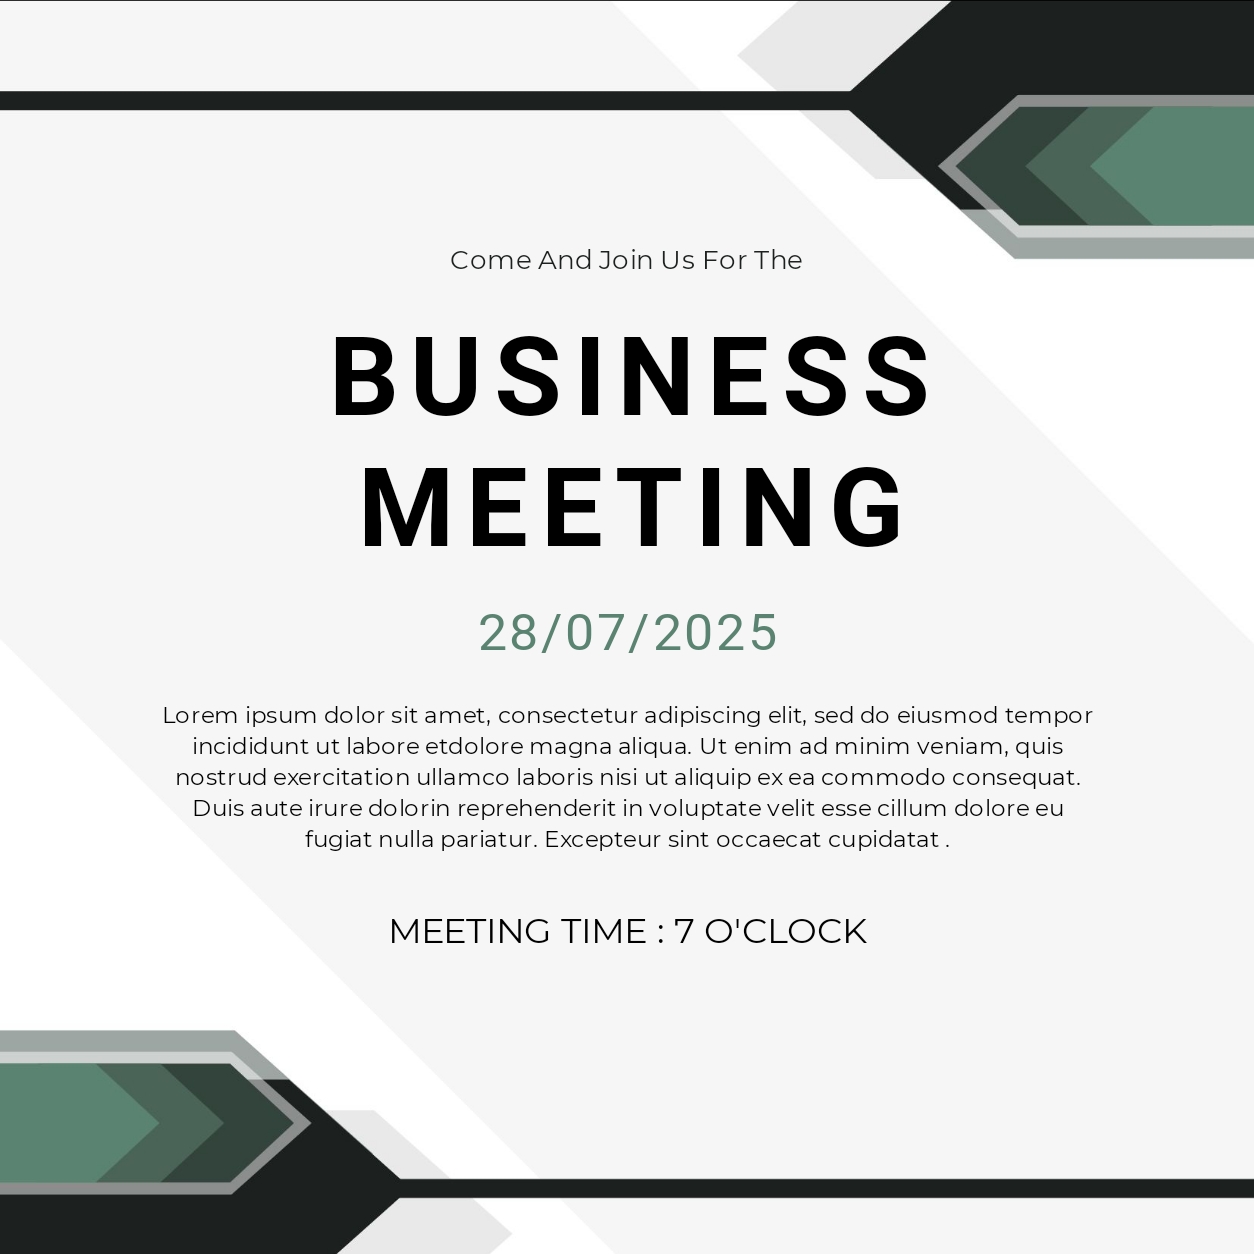 Come And Join Us For The
BUSINESS
MEETING
28/07/2025
Lorem ipsum dolor sit amet, consectetur adipiscing elit, sed do eiusmod tempor
incididunt ut labore etdolore magna aliqua. Ut enim ad minim veniam, quis
nostrud exercitation ullamco laboris nisi ut aliquip ex ea commodo consequat.
Duis aute irure dolorin reprehenderit in voluptate velit esse cillum dolore eu
fugiat nulla pariatur. Excepteur sint occaecat cupidatat .
MEETING TIME : 7 O'CLOCK